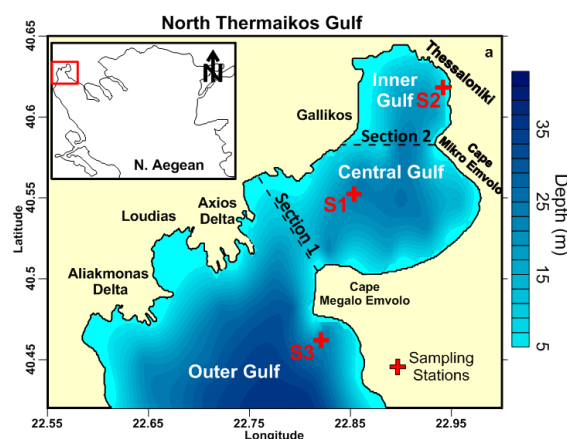 North Thermaikos Gulf
a
N
N. Aegean
Inner
Gulf
S2
Thessaloniki
Gallikos
Section 2
Cape
Mikro Emvolo
Central Gulf
S1
Section 1
Axios
Delta
Loudias
Aliakmonas
Delta
Cape
Megalo Emvolo
S3
Outer Gulf
Sampling
Stations
40.65
40.6
40.55
40.5
40.45
Latitude
22.55
22.65
22.75
22.85
22.95
Longitude
35
25
15
5
Depth (m)